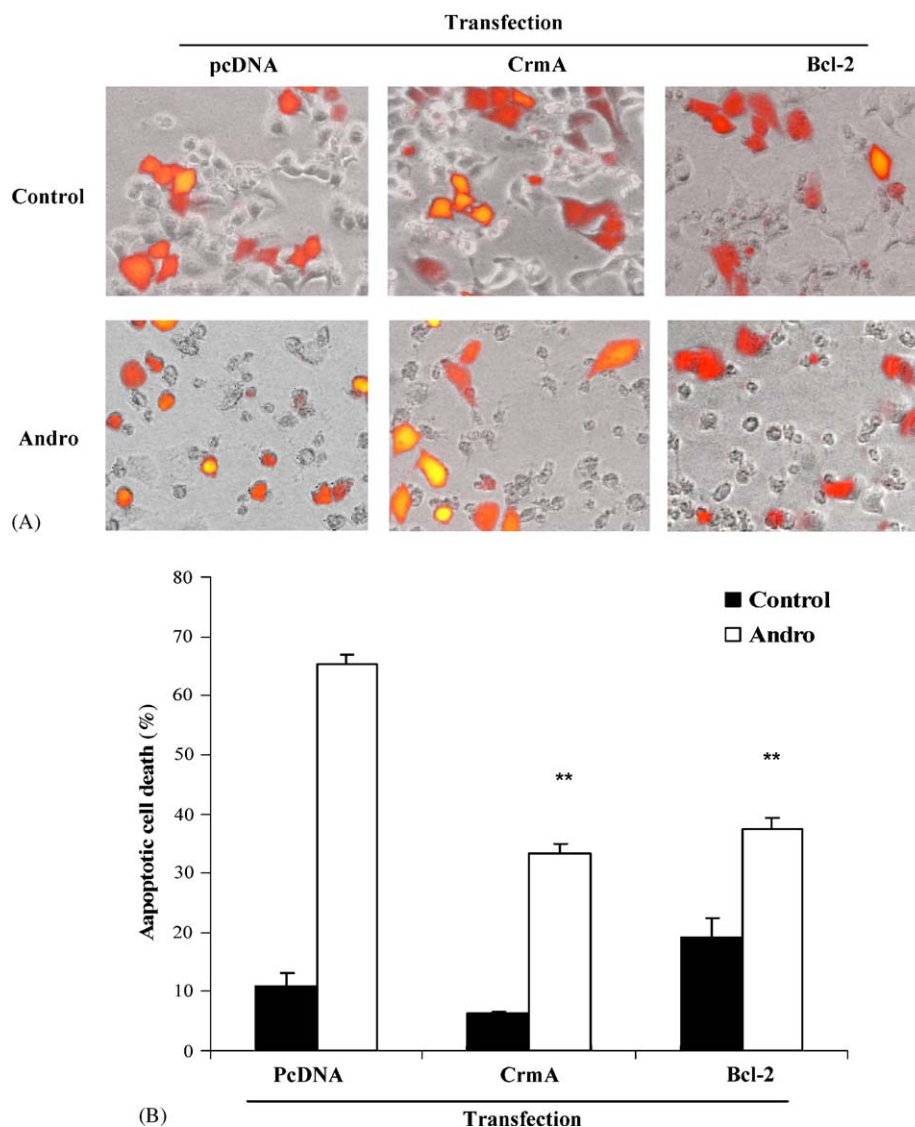 Transfection
pcDNA CrmA Bcl-2
Control
Andro
(A)
80
70
60
50
40
30
20
10
0
Aapoptotic cell death (%)
Control
Andro
**
**
PcDNA CrmA Bcl-2
Transfection
(B)